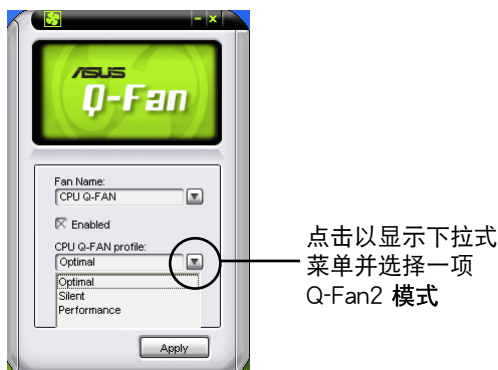 ASUS
Q-Fan
Fan Name:
CPU Q-FAN
Enabled
CPU Q-FAN profile:
Optimal
Optimal
Silent
Performance
Apply
点击以显示下拉式
菜单并选择一项
Q-Fan2 模式